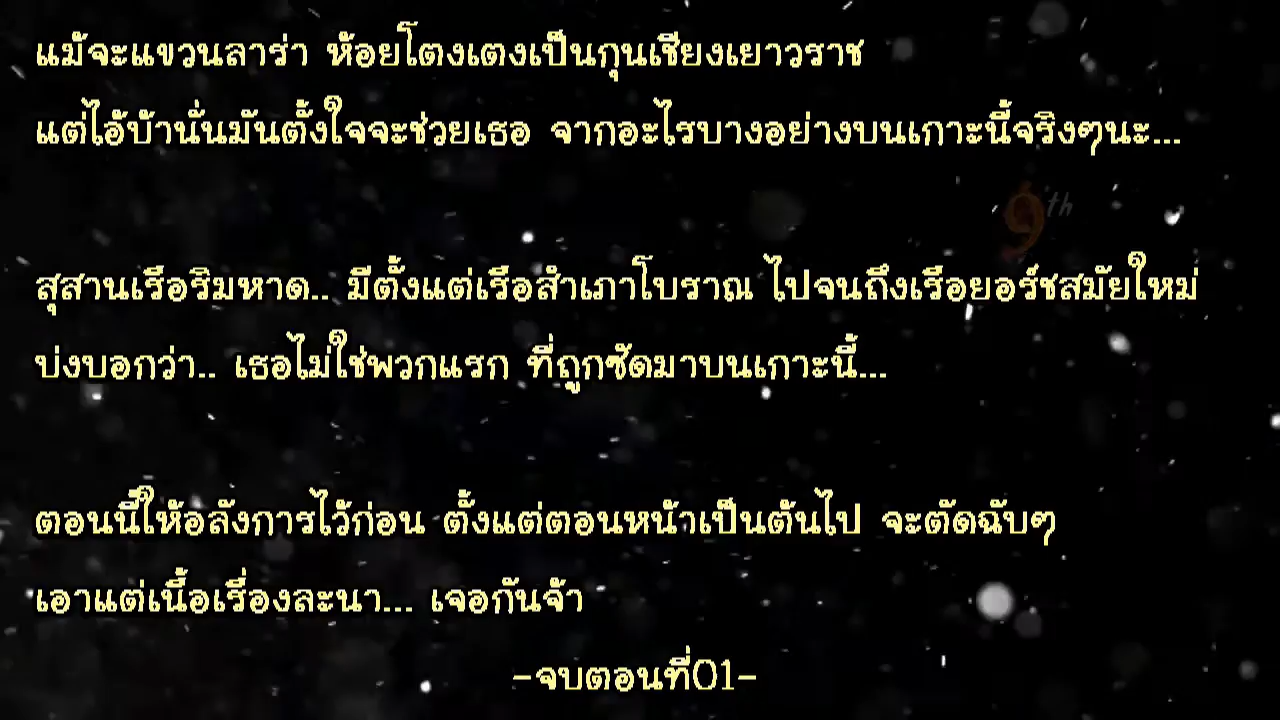 แม้จะแขวนลาร่า ห้อยโตงเตงเป็นกุนเชียงเยาวราช
แต่ไอ้บ้านั่นมันตั้งใจจะช่วยเธอ จากอะไรบางอย่างบนเกาะนี้จริงๆนะ...
9th
สุสานเรือริมหาด.. มีตั้งแต่เรือสำเภาโบราณ ไปจนถึงเรือยอร์ชสมัยใหม่
บ่งบอกว่า.. เธอไม่ใช่พวกแรก ที่ถูกซัดมาบนเกาะนี้...
ตอนนี้ให้อลังการไว้ก่อน ตั้งแต่ตอนหน้าเป็นต้นไป จะตัดฉับๆ
เอาแต่เนื้อเรื่องละนา... เจอกันจ้า
-จบตอนที่01-